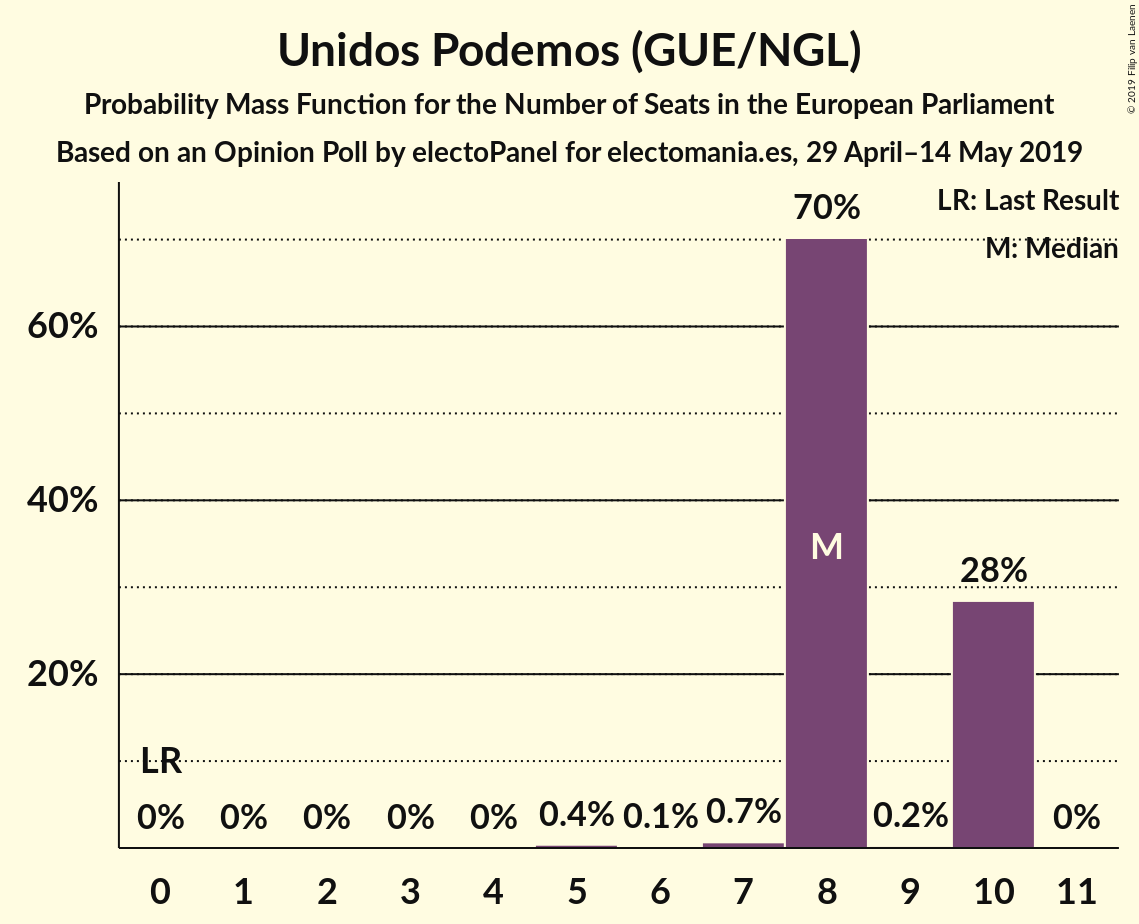 Unidos Podemos (GUE/NGL)
Probability Mass Function for the Number of Seats in the European Parliament
Based on an Opinion Poll by electoPanel for electomania.es, 29 April–14 May 2019
© 2019 Filip van Laenen
LR: Last Result
M: Median
70%
60%
40%
M
28%
20%
LR
0% 0% 0% 0% 0% 0.4% 0.1% 0.7% 0.2% 0%
0 1 2 3 4 5 6 7 8 9 10 11